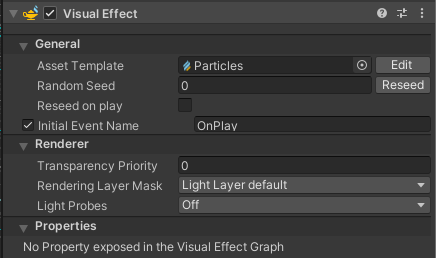 Visual Effect
General
Asset Template Particles Edit
Random Seed 0 Reseed
Reseed on play
Initial Event Name OnPlay
Renderer
Transparency Priority 0
Rendering Layer Mask Light Layer default
Light Probes Off
Properties
No Property exposed in the Visual Effect Graph